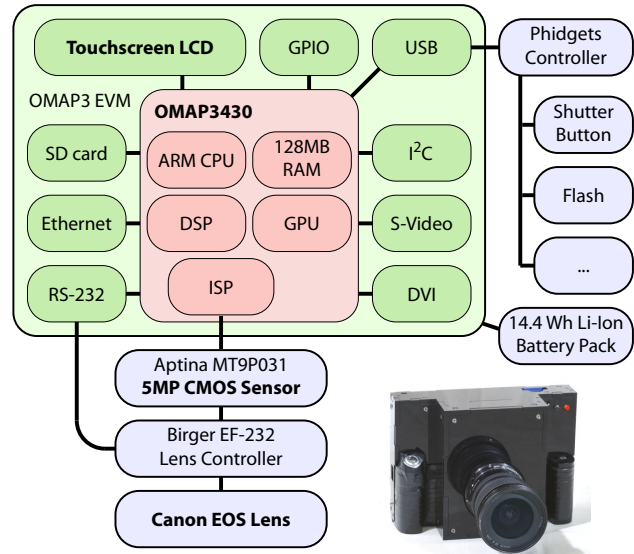 Touchscreen LCD
GPIO
USB
Phidgets
Controller
OMAP3 EVM
OMAP3430
Shutter
Button
SD card
ARM CPU
128MB
RAM
I²C
Flash
Ethernet
DSP
GPU
S-Video
...
RS-232
ISP
DVI
14.4 Wh Li-Ion
Battery Pack
Aptina MT9P031
5MP CMOS Sensor
Birger EF-232
Lens Controller
Canon EOS Lens